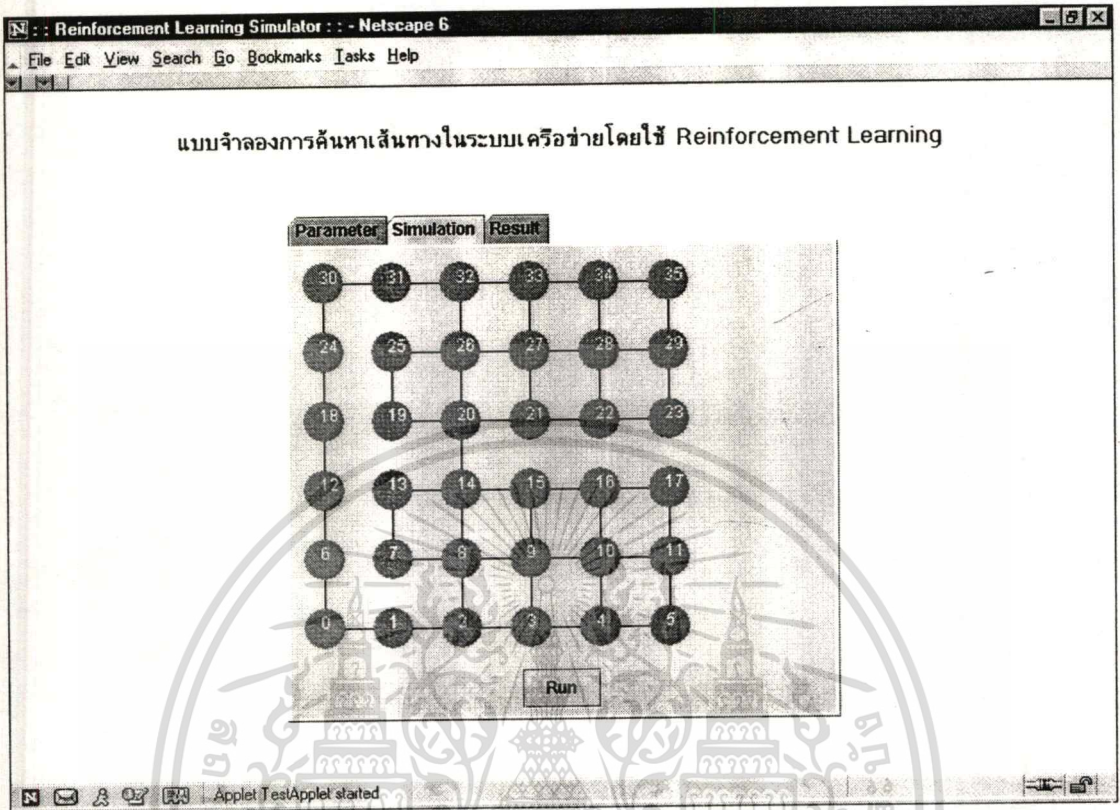 : : Reinforcement Learning Simulator : : - Netscape 6
File Edit View Search Go Bookmarks Tasks Help
แบบจำลองการค้นหาเส้นทางในระบบเครือข่ายโดยใช้ Reinforcement Learning
Parameter Simulation Result
30 31 32 33 34 35
24 25 26 27 28 29
18 19 20 21 22 23
12 13 14 15 16 17
6 7 8 9 10 11
0 1 2 3 4 5
Run
Applet TestApplet started